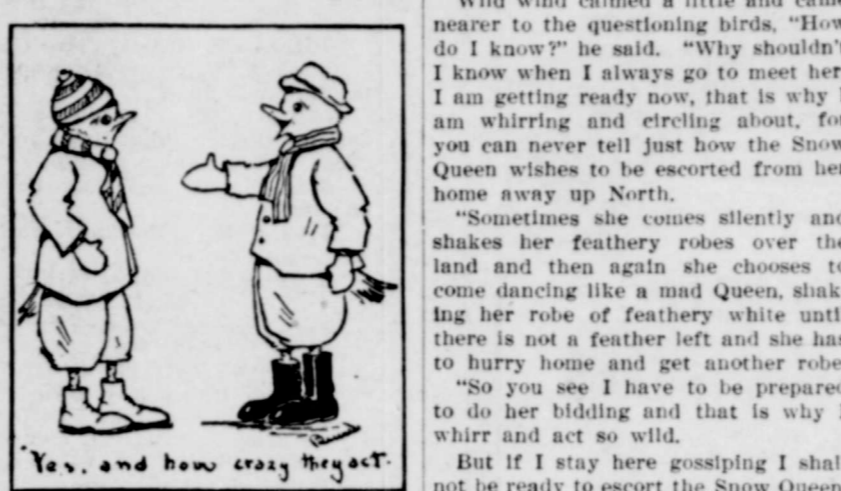 "Yes, and how crazy they act.
Wild wind calmed a little and came
nearer to the questioning birds, "How
do I know?" he said. "Why shouldn't
I know when I always go to meet her
I am getting ready now, that is why I
am whirring and circling about, for
you can never tell just how the Snow
Queen wishes to be escorted from her
home away up North.
"Sometimes she comes silently and
shakes her feathery robes over the
land and then again she chooses to
come dancing like a mad Queen, shak-
ing her robe of feathery white until
there is not a feather left and she has
to hurry home and get another robe
"So you see I have to be prepared
to do her bidding and that is why I
whirr and act so wild.
But if I stay here gossiping I shall
not be ready to escort the Snow Queen